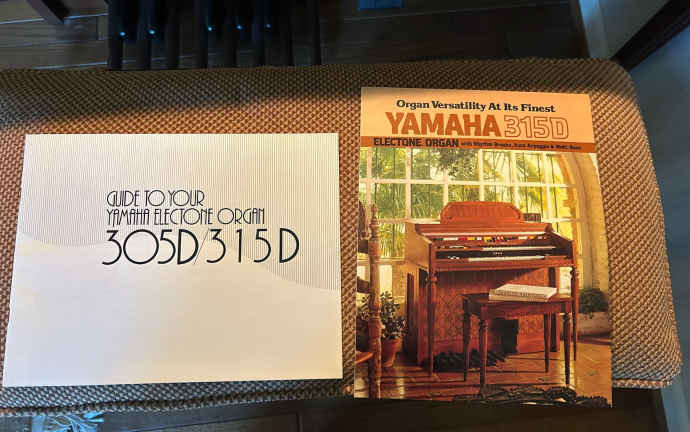 GUIDE TO YOUR
YAMAHA ELECTONE ORGAN
305D/315D
Organ Versatility At Its Finest
YAMAHA 315D
ELECTONE ORGAN with Rhythm Breaks, Auto Arpeggio & Multi-Bass